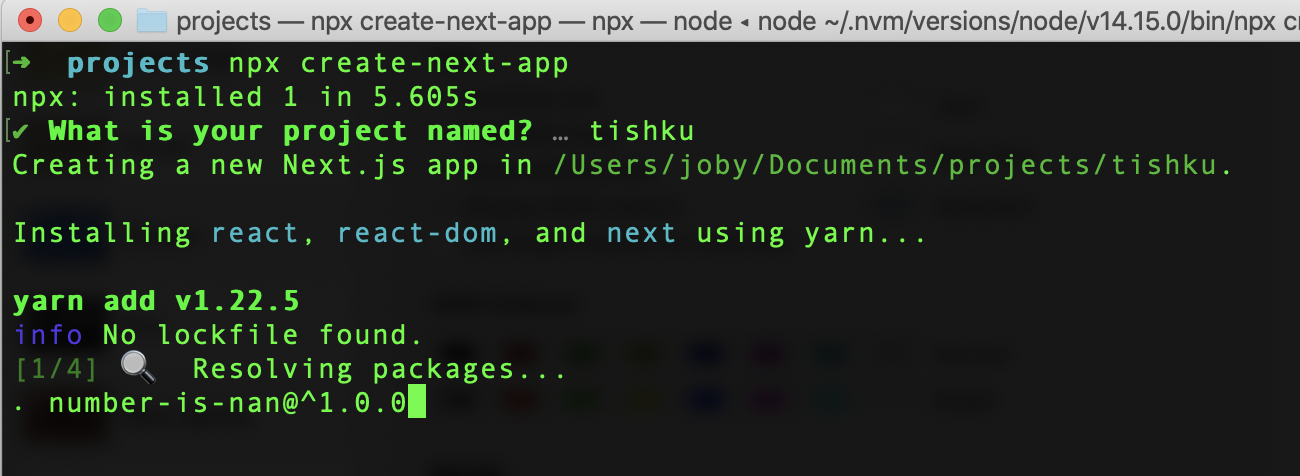 projects — npx create-next-app — npx — node ◂ node ~/.nvm/versions/node/v14.15.0/bin/npx
[➜  projects npx create-next-app
npx: installed 1 in 5.605s
[✔ What is your project named? … tishku
Creating a new Next.js app in /Users/joby/Documents/projects/tishku.
Installing react, react-dom, and next using yarn...
yarn add v1.22.5
info No lockfile found.
[1/4] 🔍  Resolving packages...
. number-is-nan@^1.0.0